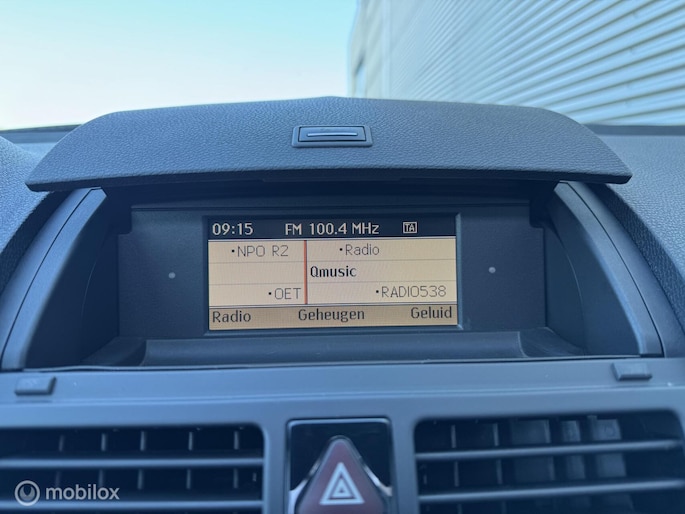 09:15 FM 100.4 MHz TA
•NPO R2 •Radio
Qmusic
•OET •RADIO538
Radio Geheugen Geluid
mobilox